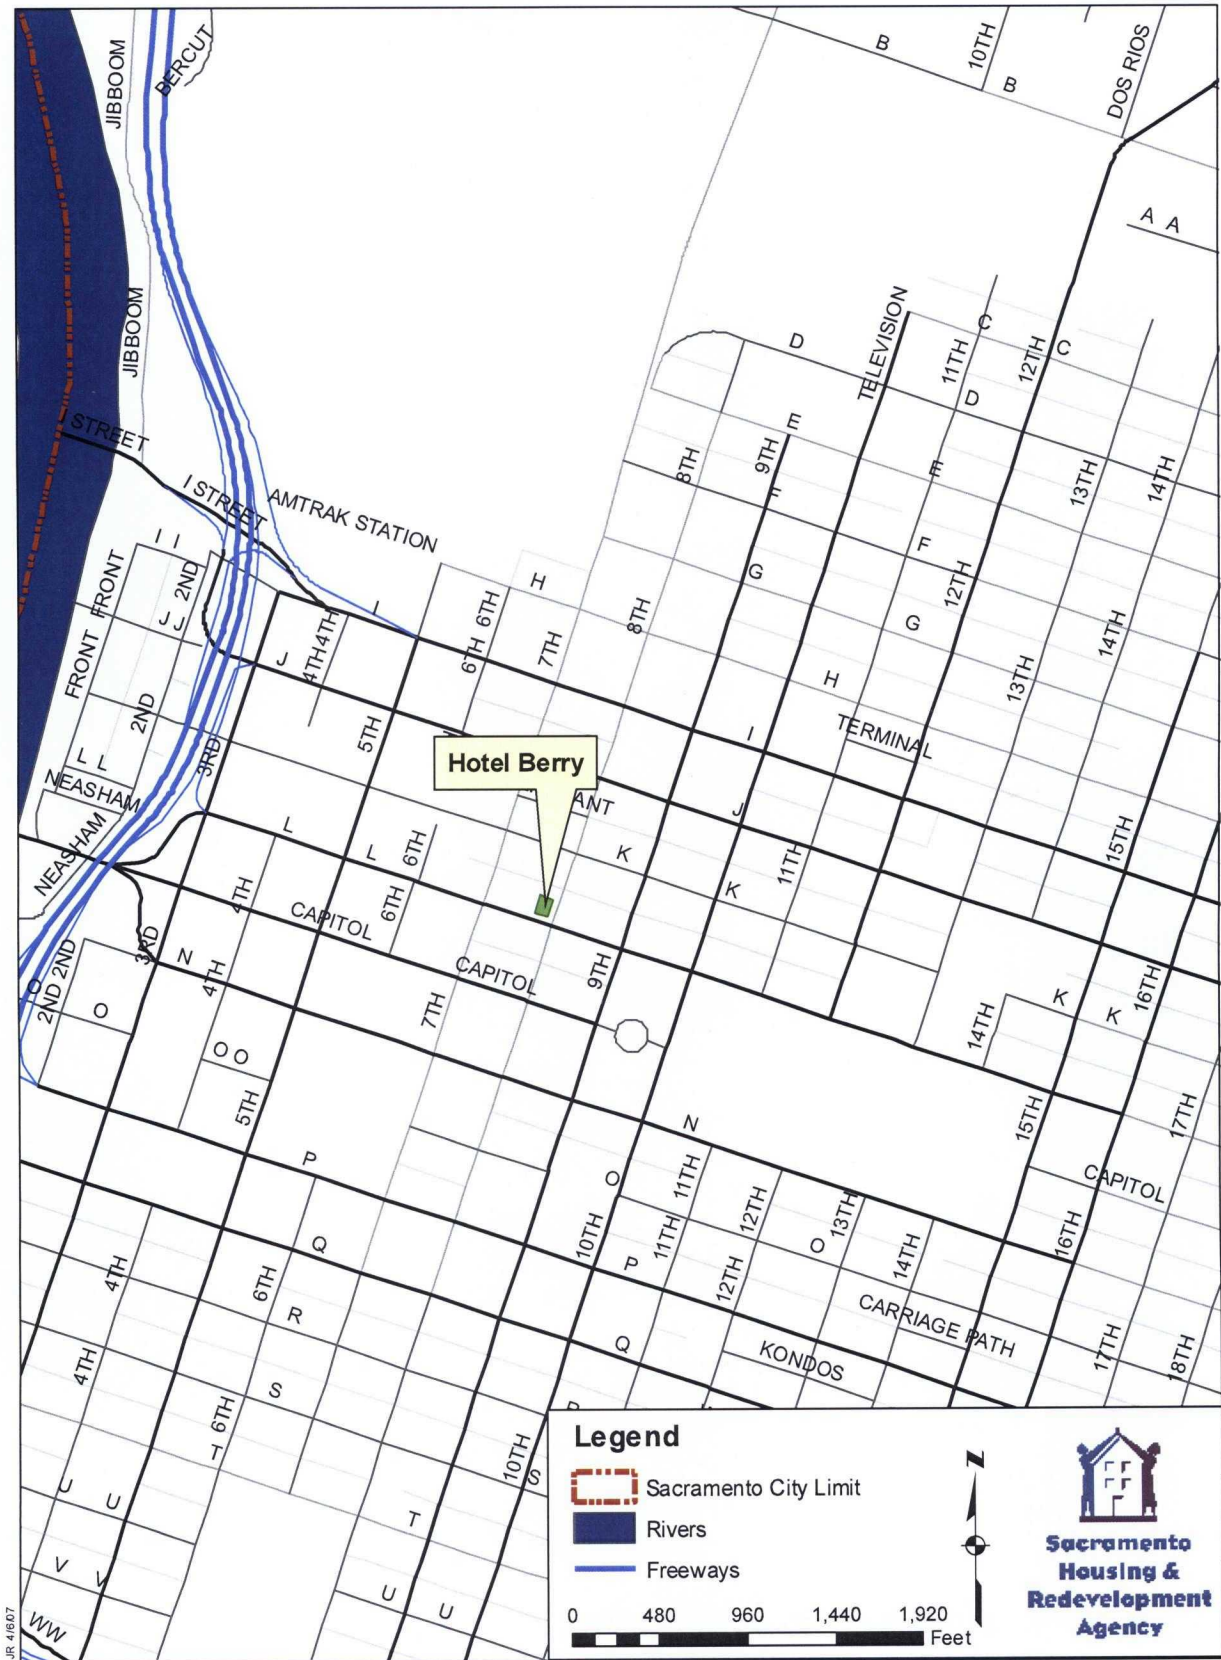 B
10TH
B
DOS RIOS
JIBBOOM
BERCUT
A A
JIBBOOM
TELEVISION
C
C
D
11TH
12TH
D
I STREET
E
E
8TH
9TH
F
13TH
14TH
I STREET
AMTRAK STATION
F
G
12TH
I I
FRONT
2ND
H
6TH
8TH
G
14TH
J J
I
4TH 4TH
6TH
7TH
13TH
FRONT
J
H
2ND
5TH
I
TERMINAL
3RD
L L
Hotel Berry
NEASHAM
ANT
J
15TH
L
NEASHAM
L
6TH
K
K
11TH
4TH
6TH
CAPITOL
3RD
N
4TH
CAPITOL
9TH
2ND 2ND
O
O
7TH
14TH
K
K
16TH
O O
5TH
15TH
17TH
N
P
O
11TH
CAPITOL
12TH
13TH
Q
10TH
11TH
O
14TH
16TH
4TH
6TH
P
12TH
R
CARRIAGE PATH
Q
KONDOS
17TH
18TH
4TH
S
6TH
T
10TH
S
U
U
T
V
V
U
U
WW
Legend
Sacramento City Limit
Rivers
Freeways
0 480 960 1,440 1,920
Feet
N
Sacramento
Housing &
Redevelopment
Agency
JR 4/6/07